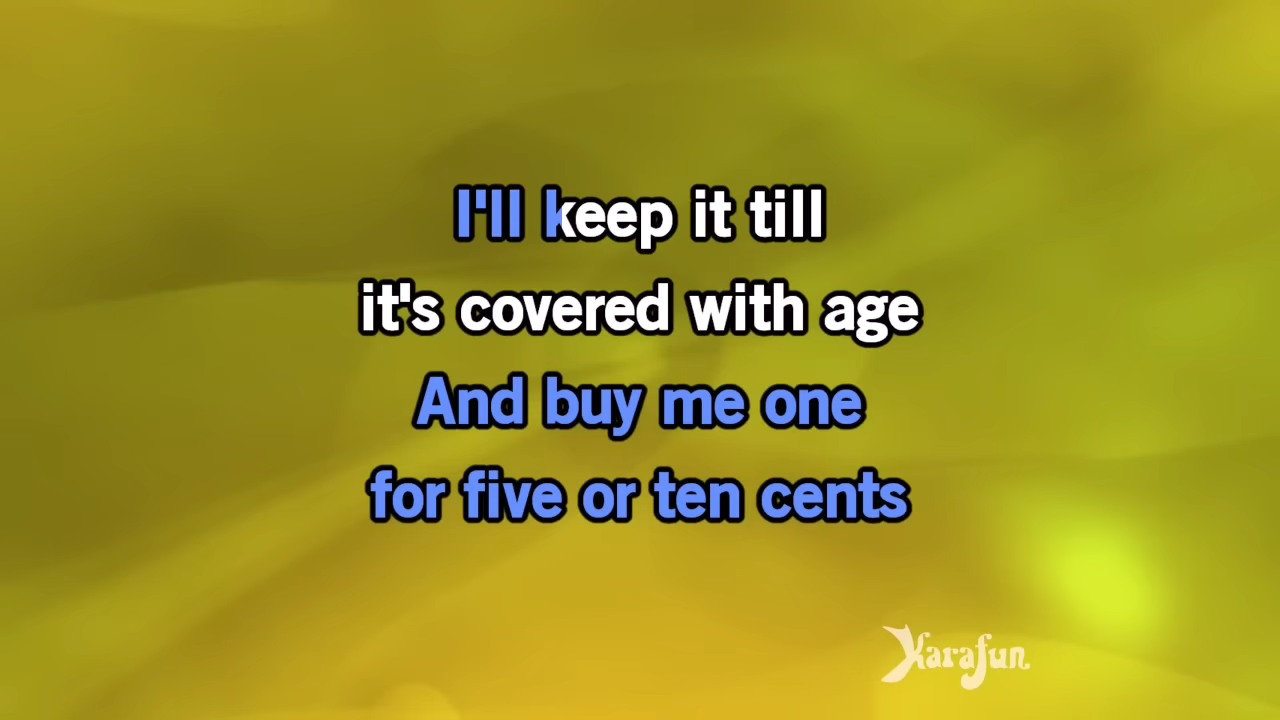 I'll keep it till
it's covered with age
And buy me one
for five or ten cents
Karafun